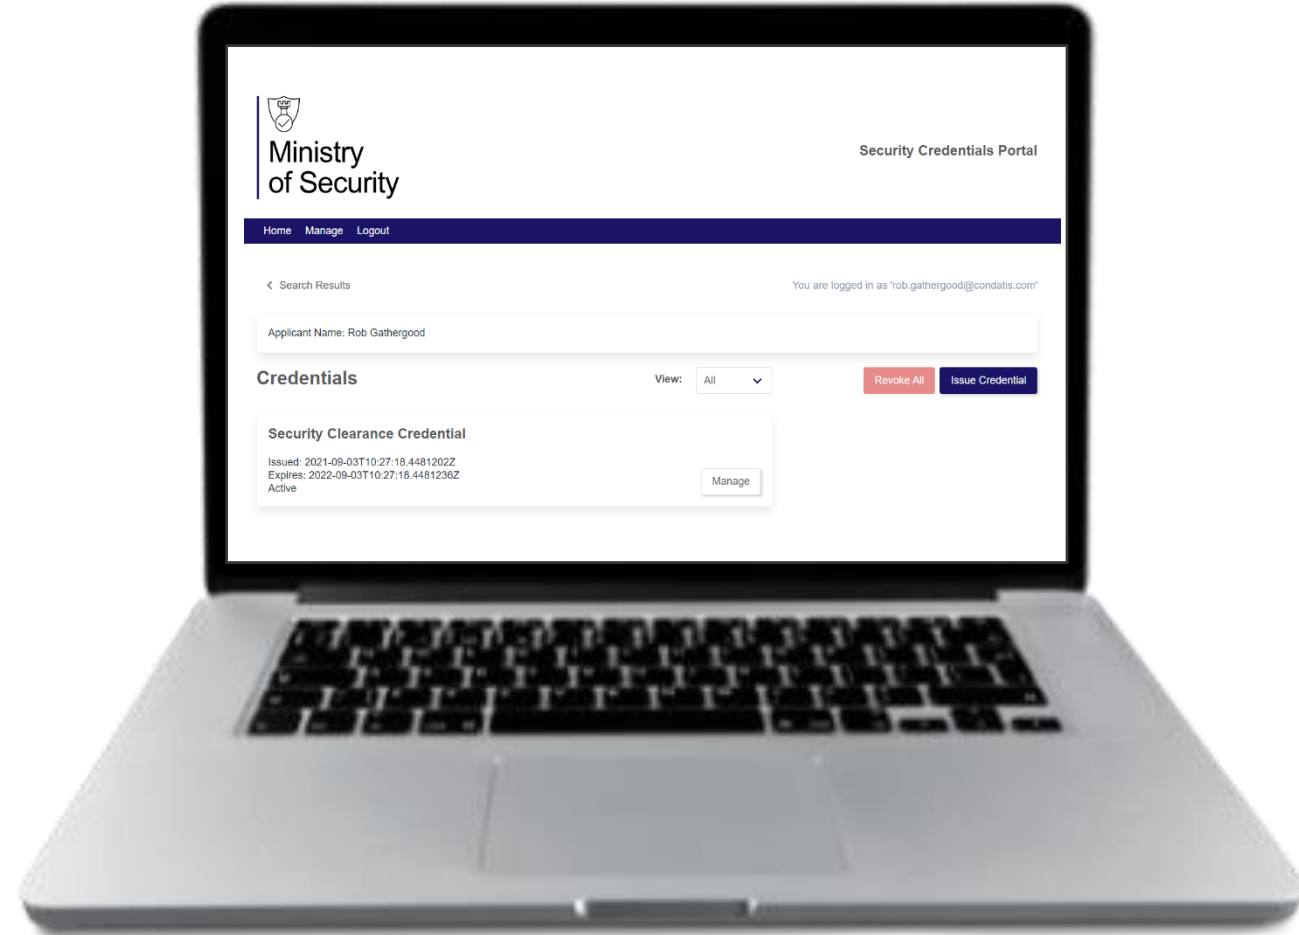 Ministry
of Security
Security Credentials Portal
Home Manage Logout
Search Results
You are logged in as 'rob.gathergood@condatis.com'
Applicant Name: Rob Gathergood
Credentials
View: All
Revoke All
Issue Credential
Security Clearance Credential
Issued: 2021-09-03T10:27:18.4481202Z
Expires: 2022-09-03T10:27:18.4481236Z
Active
Manage